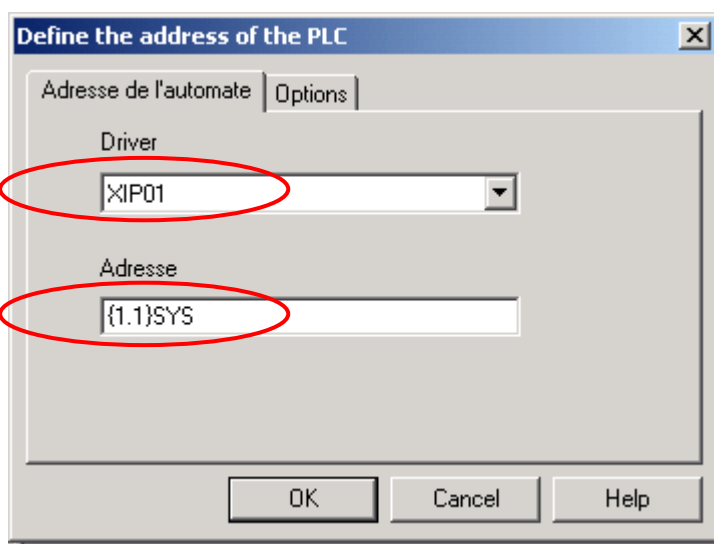 Define the address of the PLC
Adresse de l'automate Options
Driver
XIP01
Adresse
{1.1}SYS
OK Cancel Help